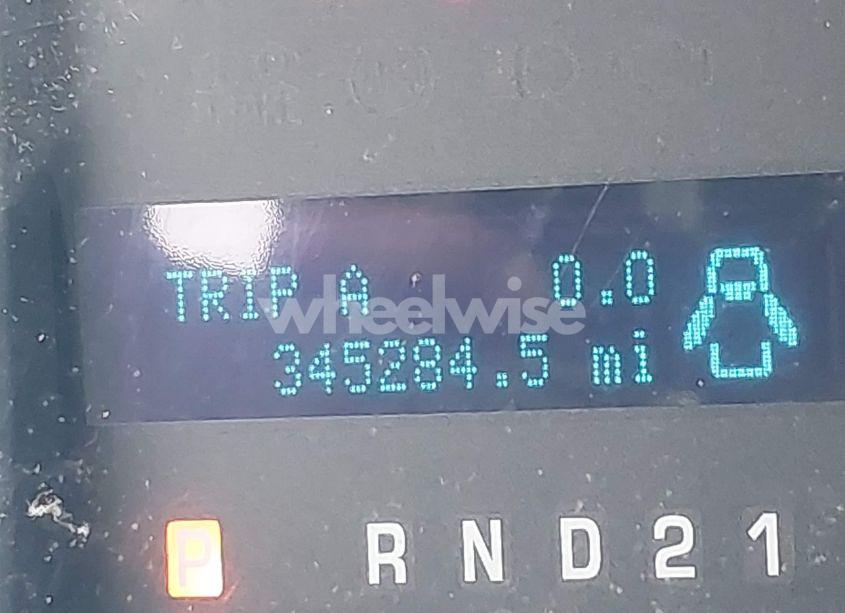 TRIP A 0.0
wheelwise
345284.5 mi
P R N D 2 1